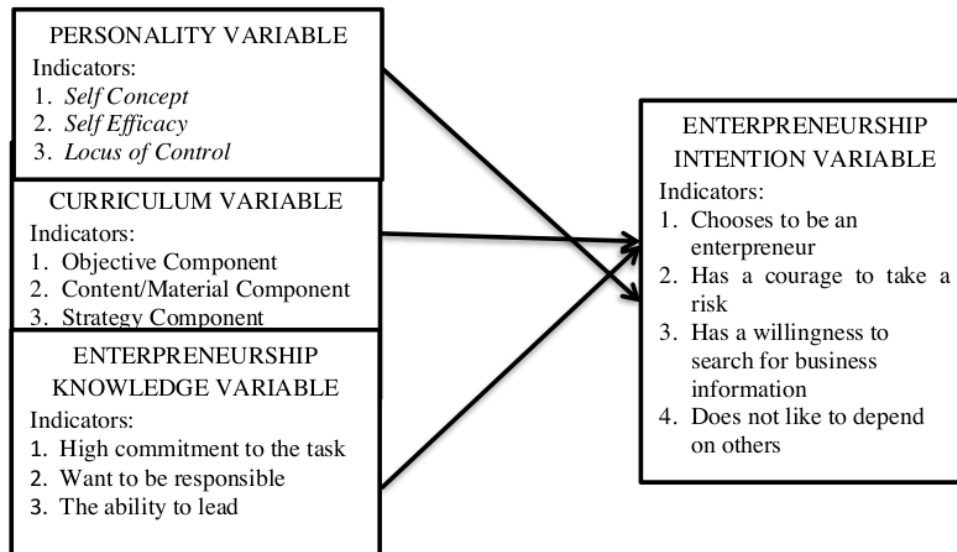 PERSONALITY VARIABLE
Indicators:
1. Self Concept
2. Self Efficacy
3. Locus of Control
CURRICULUM VARIABLE
Indicators:
1. Objective Component
2. Content/Material Component
3. Strategy Component
ENTERPRENEURSHIP
KNOWLEDGE VARIABLE
Indicators:
1. High commitment to the task
2. Want to be responsible
3. The ability to lead
ENTERPRENEURSHIP
INTENTION VARIABLE
Indicators:
1. Chooses to be an
enterpreneur
2. Has a courage to take a
risk
3. Has a willingness to
search for business
information
4. Does not like to depend
on others